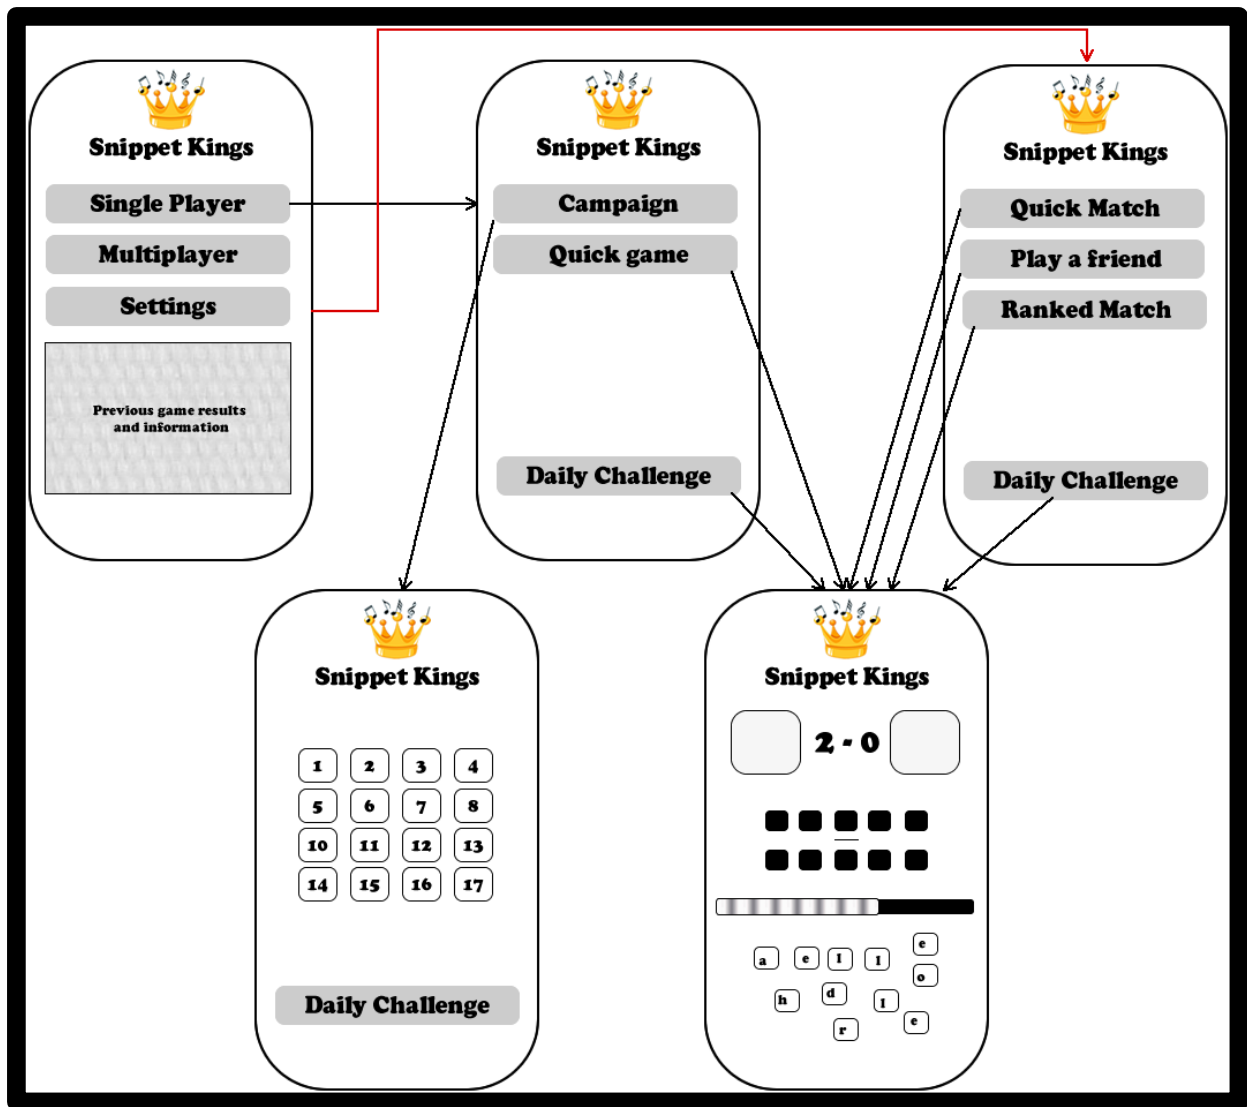 Snippet Kings
Single Player
Multiplayer
Settings
Previous game results
and information
Snippet Kings
Campaign
Quick game
Daily Challenge
Snippet Kings
Quick Match
Play a friend
Ranked Match
Daily Challenge
Snippet Kings
1 2 3 4
5 6 7 8
10 11 12 13
14 15 16 17
Daily Challenge
Snippet Kings
2 - 0
a e l l e
o
h d l
r e